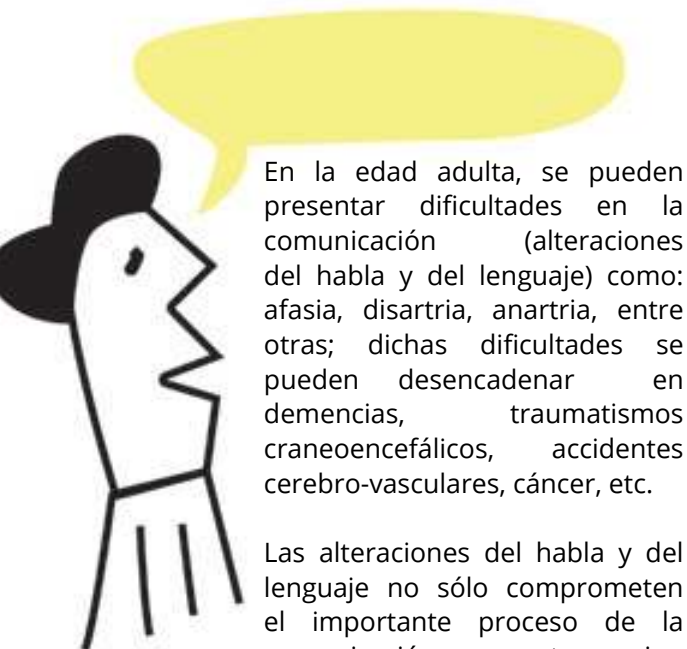 En la edad adulta, se pueden
presentar dificultades en la
comunicación (alteraciones
del habla y del lenguaje) como:
afasia, disartria, anartria, entre
otras; dichas dificultades se
pueden desencadenar en
demencias, traumatismos
craneoencefálicos, accidentes
cerebro-vasculares, cáncer, etc.
Las alteraciones del habla y del
lenguaje no sólo comprometen
el importante proceso de la